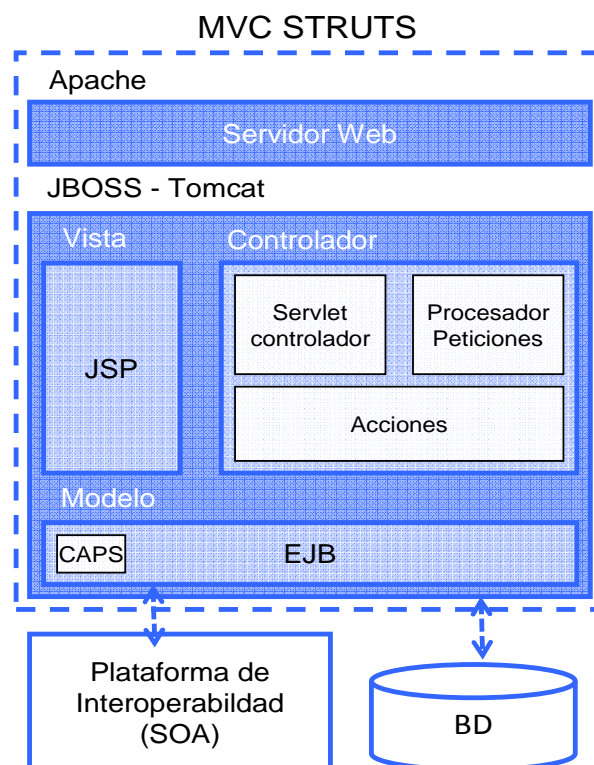 MVC STRUTS
Apache
Servidor Web
JBOSS - Tomcat
Vista
Controlador
JSP
Servlet
controlador
Procesador
Peticiones
Acciones
Modelo
CAPS
EJB
Plataforma de
Interoperabildad
(SOA)
BD